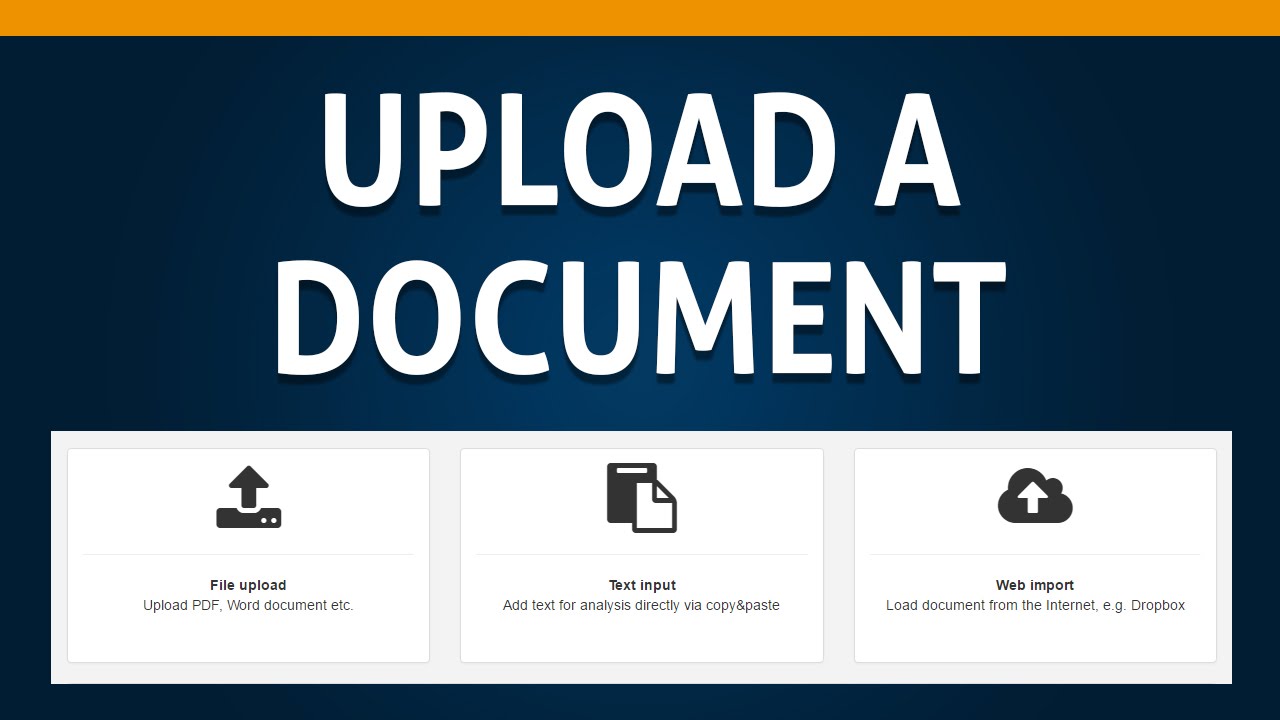 UPLOAD A
DOCUMENT
File upload
Upload PDF, Word document etc.
Text input
Add text for analysis directly via copy&paste
Web import
Load document from the Internet, e.g. Dropbox